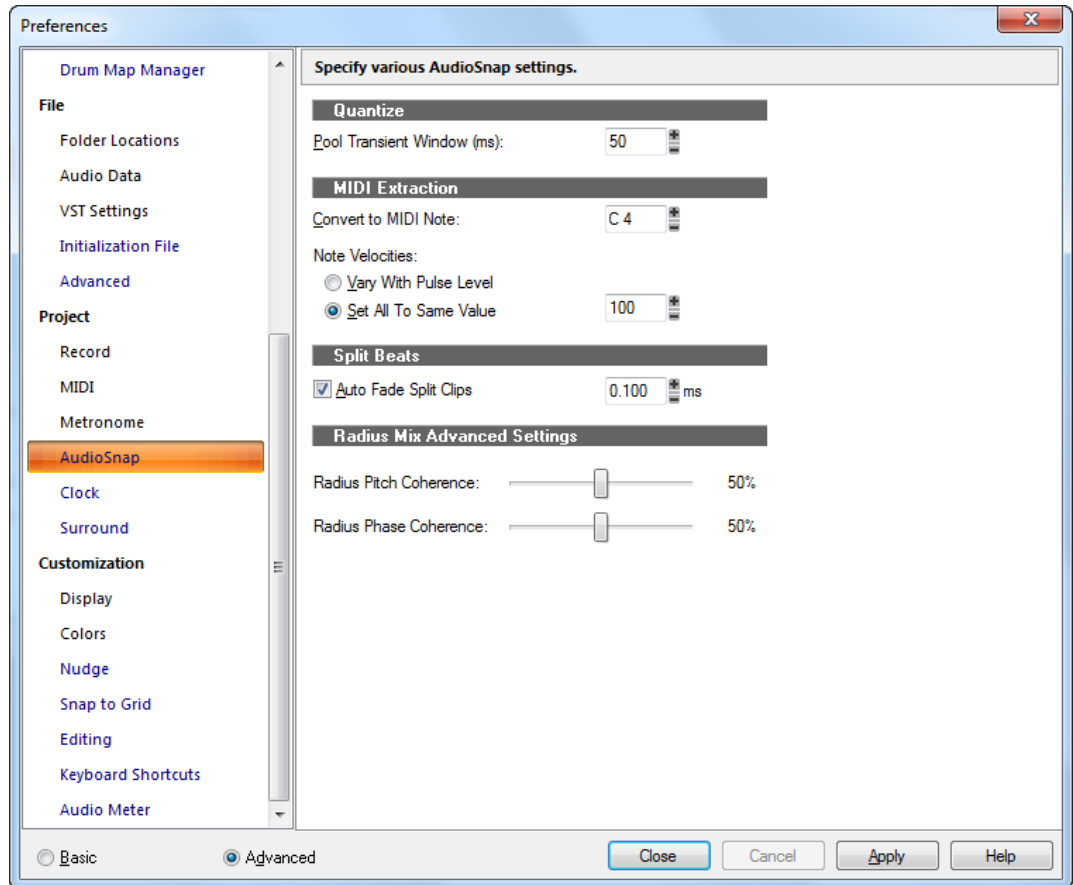 Preferences
X
Drum Map Manager
File
Folder Locations
Audio Data
VST Settings
Initialization File
Advanced
Project
Record
MIDI
Metronome
AudioSnap
Clock
Surround
Customization
Display
Colors
Nudge
Snap to Grid
Editing
Keyboard Shortcuts
Audio Meter
Specify various AudioSnap settings.
Quantize
Pool Transient Window (ms): 50
MIDI Extraction
Convert to MIDI Note: C 4
Note Velocities:
Vary With Pulse Level
Set All To Same Value 100
Split Beats
Auto Fade Split Clips 0.100 ms
Radius Mix Advanced Settings
Radius Pitch Coherence: 50%
Radius Phase Coherence: 50%
Basic Advanced Close Cancel Apply Help